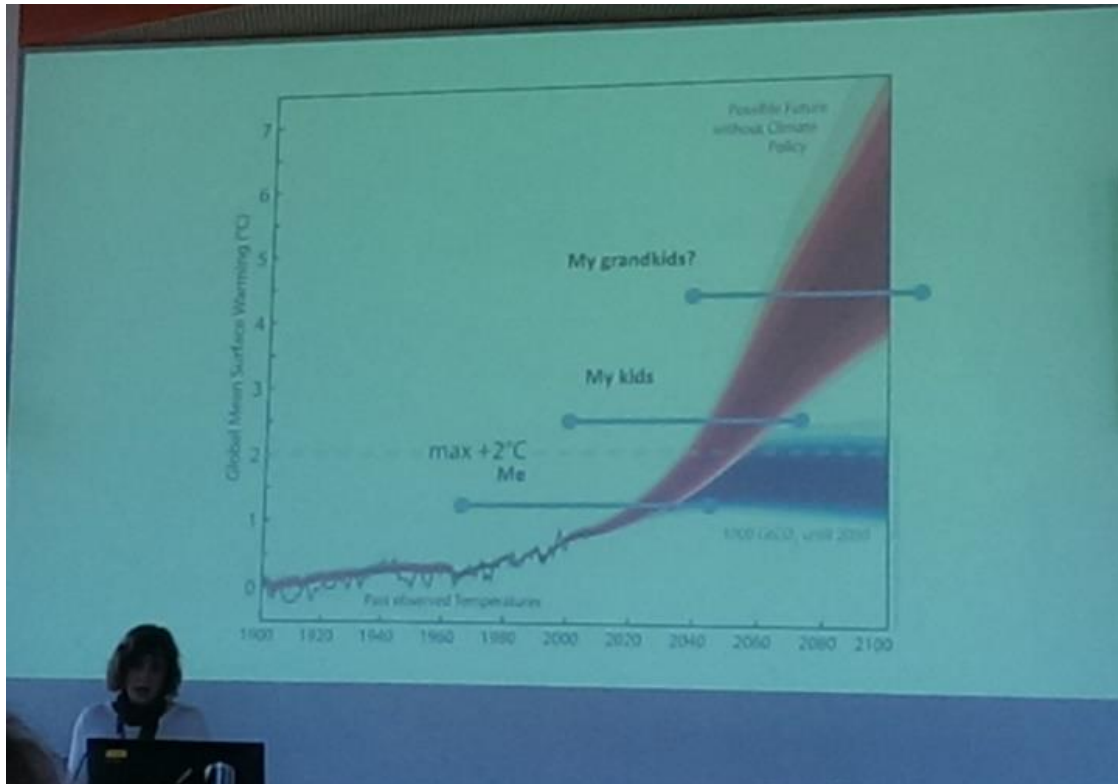 Possible Future
without Climate
Policy
Global Mean Surface Warming (°C)
7
6
5
4
3
2
1
0
My grandkids?
My kids
max +2°C
Me
Past observed Temperatures
1900 1920 1940 1960 1980 2000 2020 2040 2060 2080 2100